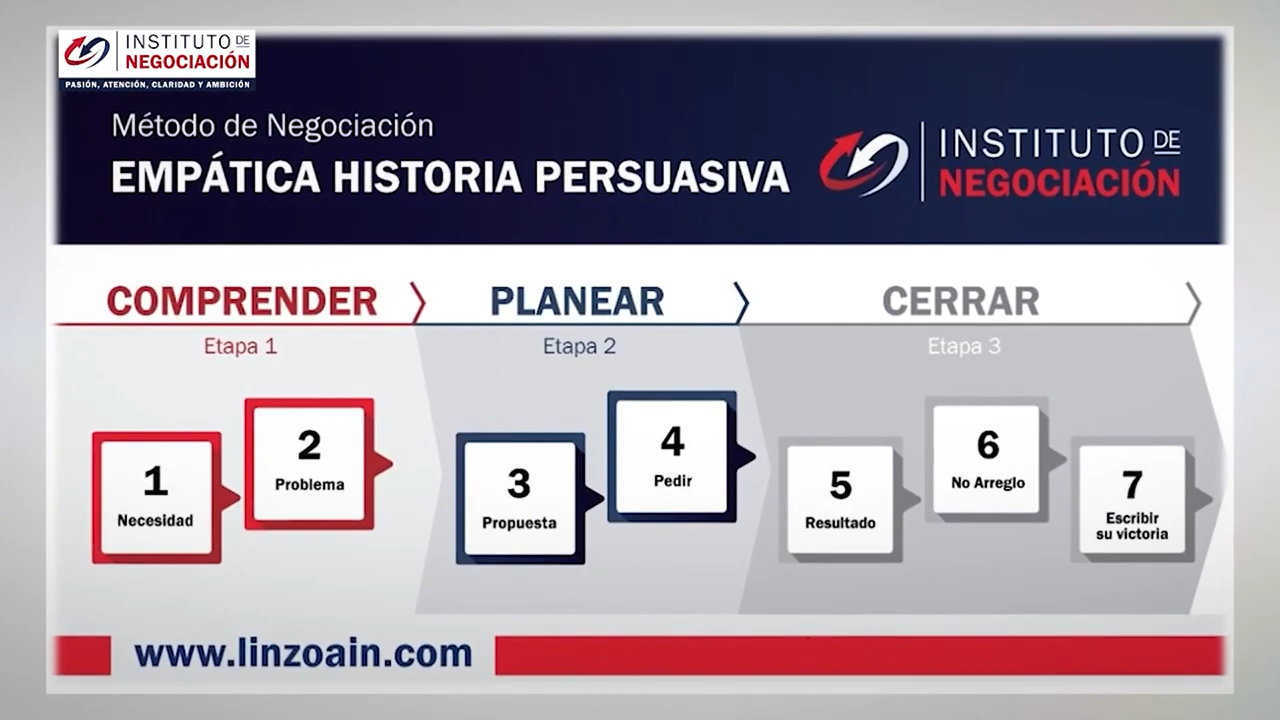 INSTITUTO DE
NEGOCIACIÓN
PASIÓN, ATENCIÓN, CLARIDAD Y AMBICIÓN
Método de Negociación
EMPÁTICA HISTORIA PERSUASIVA
INSTITUTO DE
NEGOCIACIÓN
COMPRENDER
PLANEAR
CERRAR
Etapa 1
Etapa 2
Etapa 3
1
Necesidad
2
Problema
3
Propuesta
4
Pedir
5
Resultado
6
No Arreglo
7
Escribir
su victoria
www.linzoain.com